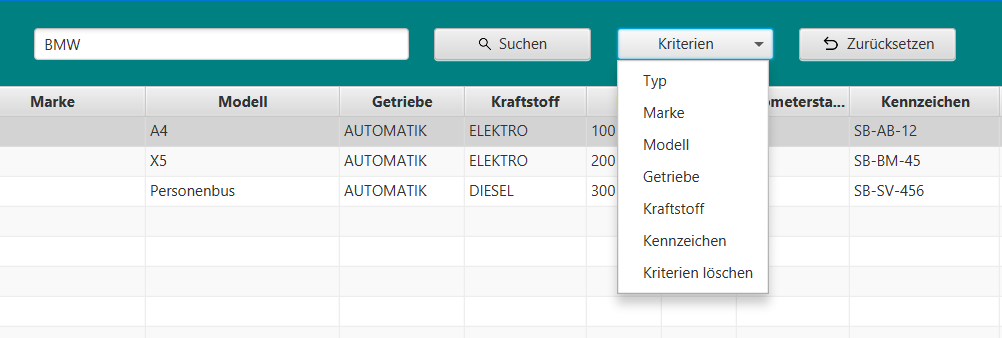 BMW Suchen Kriterien Zurücksetzen
Typ
Marke
Modell
Getriebe
Kraftstoff
Kennzeichen
Kriterien löschen
Marke Modell Getriebe Kraftstoff ometersta... Kennzeichen
A4 AUTOMATIK ELEKTRO 100 SB-AB-12
X5 AUTOMATIK ELEKTRO 200 SB-BM-45
Personenbus AUTOMATIK DIESEL 300 SB-SV-456